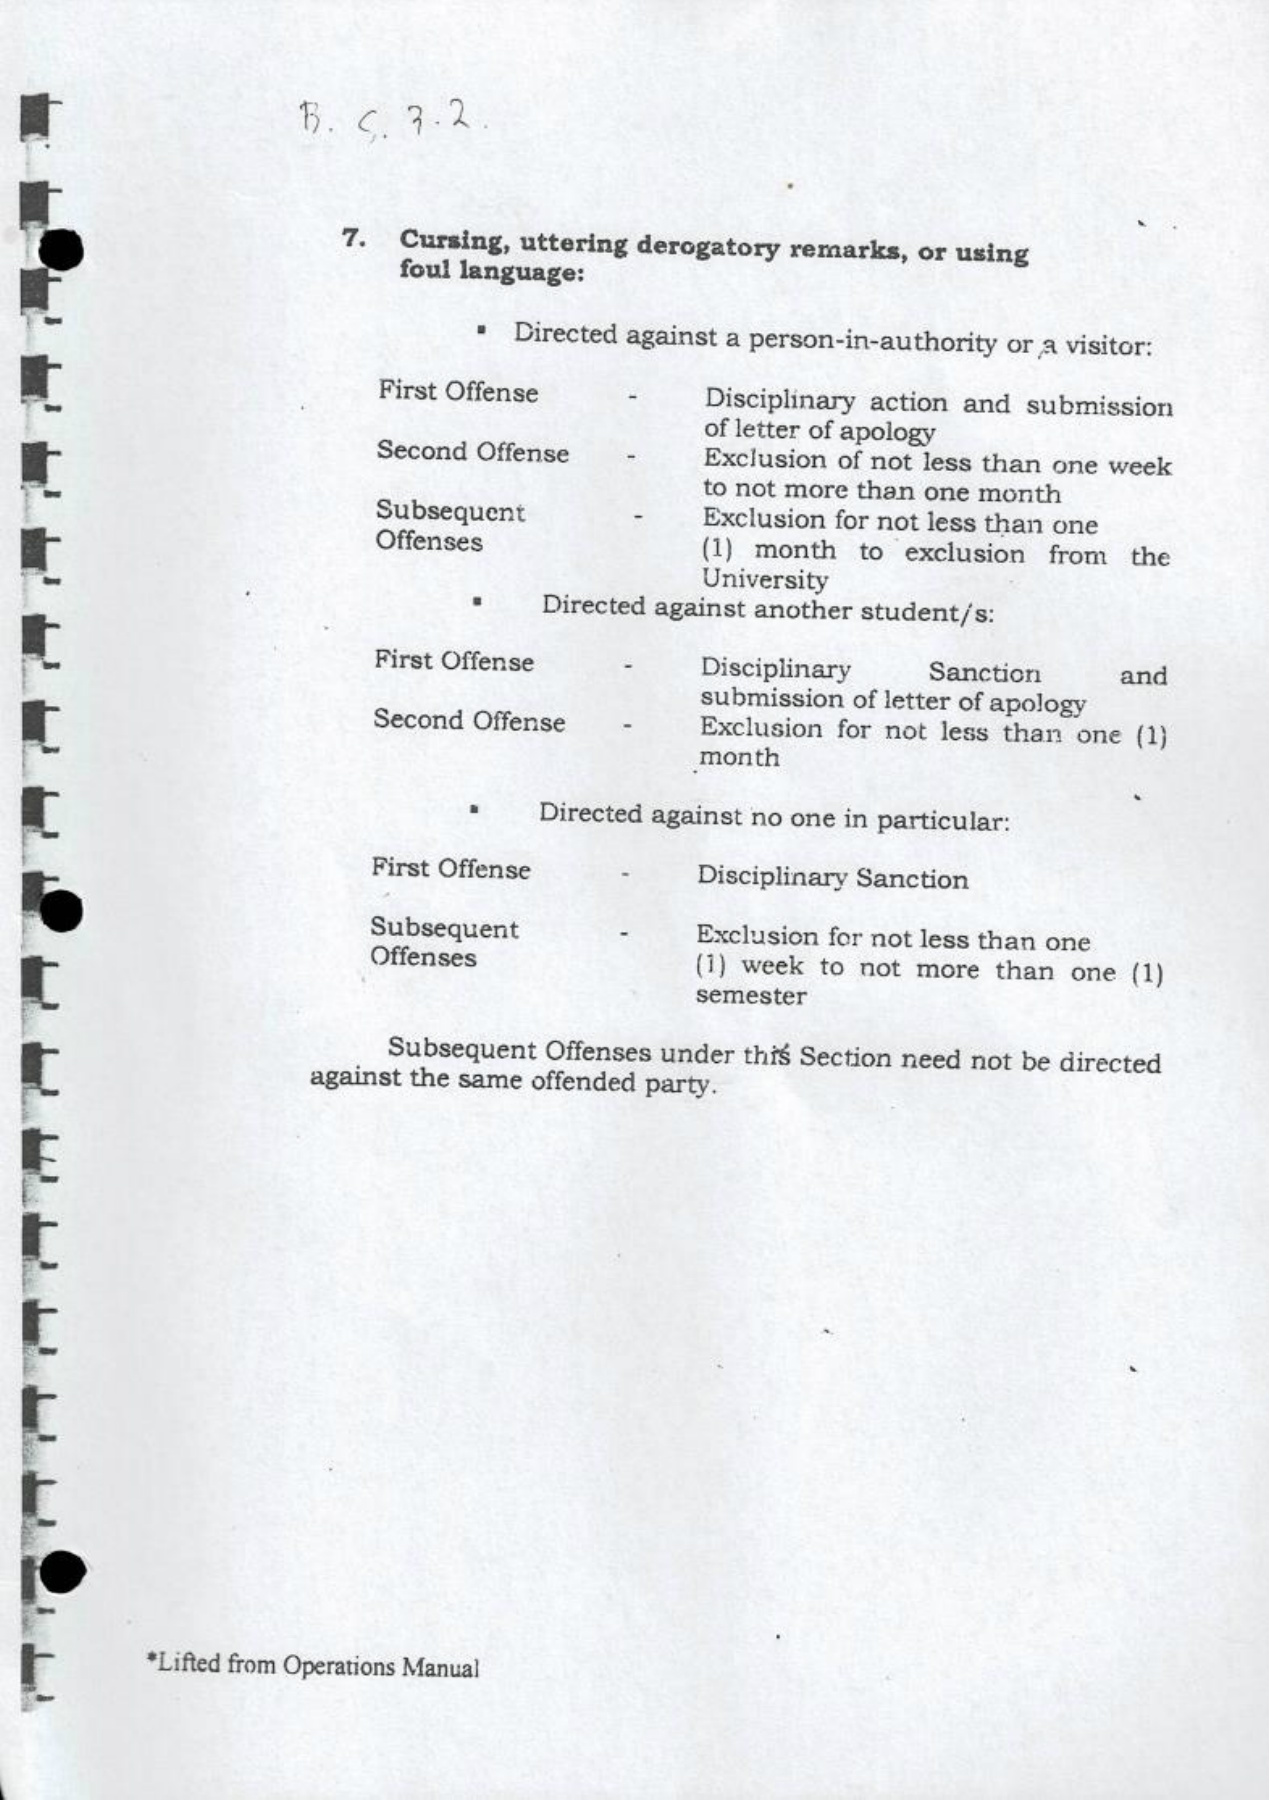 B. C. 3.2.
7. Cursing, uttering derogatory remarks, or using
foul language:
▪ Directed against a person-in-authority or a visitor:
First Offense - Disciplinary action and submission
of letter of apology
Second Offense - Exclusion of not less than one week
to not more than one month
Subsequent - Exclusion for not less than one
Offenses (1) month to exclusion from the
University
▪ Directed against another student/s:
First Offense - Disciplinary Sanction and
submission of letter of apology
Second Offense - Exclusion for not less than one (1)
month
▪ Directed against no one in particular:
First Offense - Disciplinary Sanction
Subsequent - Exclusion for not less than one
Offenses (1) week to not more than one (1)
semester
Subsequent Offenses under this Section need not be directed
against the same offended party.
*Lifted from Operations Manual